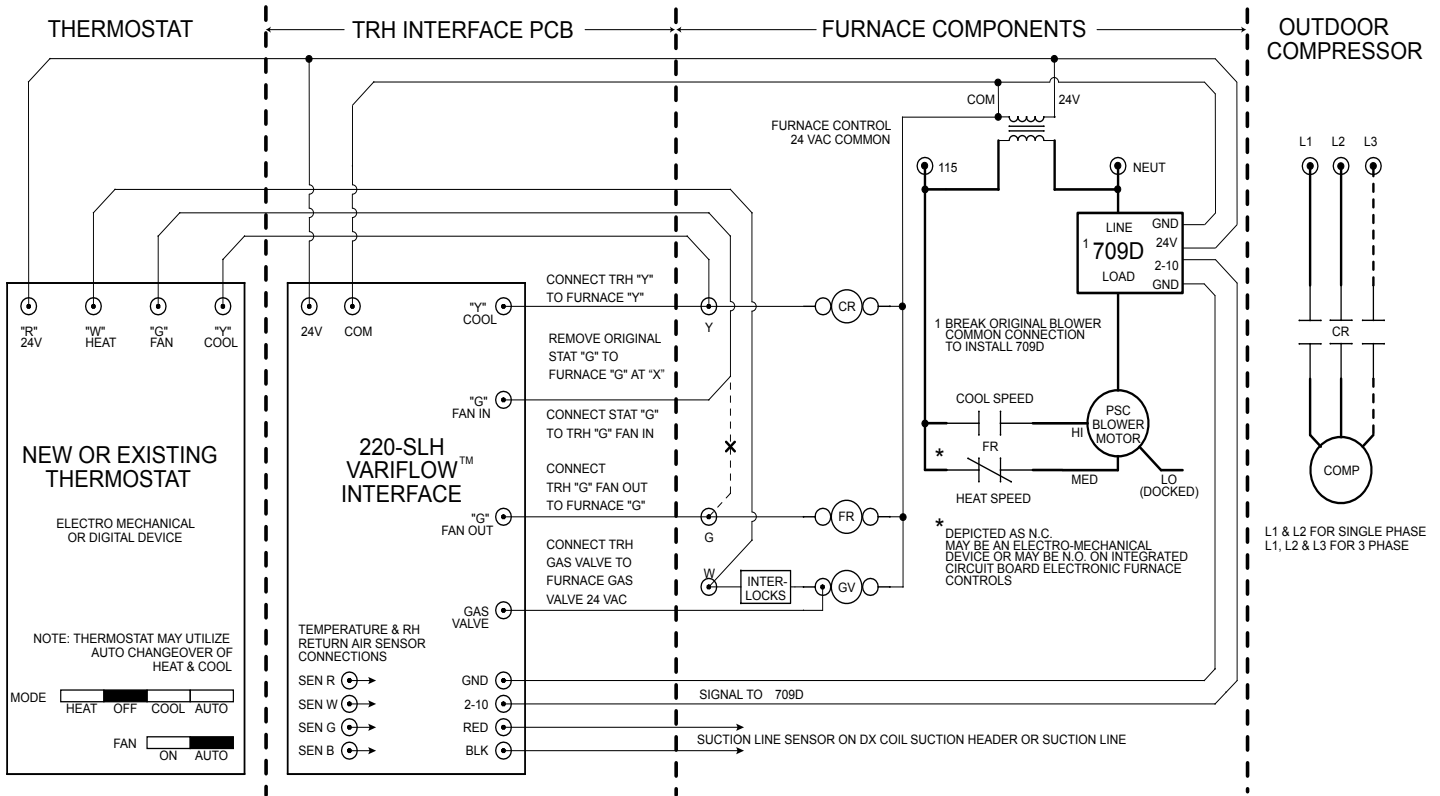 THERMOSTAT
TRH INTERFACE PCB
FURNACE COMPONENTS
OUTDOOR
COMPRESSOR
COM
24V
FURNACE CONTROL
24 VAC COMMON
115
NEUT
L1 L2 L3
LINE
1 709D
LOAD
GND
24V
2-10
GND
"R"
24V
"W"
HEAT
"G"
FAN
"Y"
COOL
24V
COM
"Y"
COOL
CONNECT TRH "Y"
TO FURNACE "Y"
Y
CR
REMOVE ORIGINAL
STAT "G" TO
FURNACE "G" AT “X”
1 BREAK ORIGINAL BLOWER
COMMON CONNECTION
TO INSTALL 709D
CR
"G"
FAN IN
CONNECT STAT "G"
TO TRH "G" FAN IN
X
COOL SPEED
HI
FR
*
HEAT SPEED
MED
PSC
BLOWER
MOTOR
LO
(DOCKED)
COMP
NEW OR EXISTING
THERMOSTAT
ELECTRO MECHANICAL
OR DIGITAL DEVICE
220-SLH
VARIFLOW™
INTERFACE
CONNECT
TRH "G" FAN OUT
TO FURNACE "G"
"G"
FAN OUT
G
FR
* DEPICTED AS N.C.
MAY BE AN ELECTRO-MECHANICAL
DEVICE OR MAY BE N.O. ON INTEGRATED
CIRCUIT BOARD ELECTRONIC FURNACE
CONTROLS
L1 & L2 FOR SINGLE PHASE
L1, L2 & L3 FOR 3 PHASE
CONNECT TRH
GAS VALVE TO
FURNACE GAS
VALVE 24 VAC
W
INTER-
LOCKS
GV
GAS
VALVE
NOTE: THERMOSTAT MAY UTILIZE
AUTO CHANGEOVER OF
HEAT & COOL
MODE
HEAT OFF COOL AUTO
FAN
ON AUTO
TEMPERATURE & RH
RETURN AIR SENSOR
CONNECTIONS
SEN R
SEN W
SEN G
SEN B
GND
2-10
RED
BLK
SIGNAL TO 709D
SUCTION LINE SENSOR ON DX COIL SUCTION HEADER OR SUCTION LINE